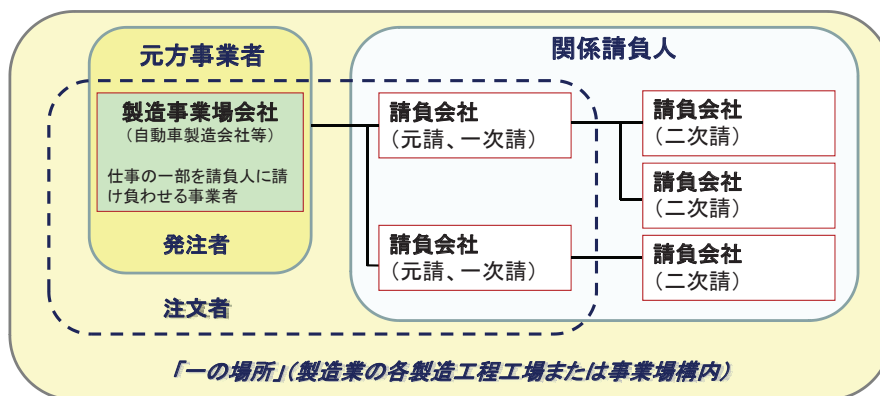 元方事業者
製造事業場会社
（自動車製造会社等）
仕事の一部を請負人に請
け負わせる事業者
発注者
注文者
関係請負人
請負会社
（元請、一次請）
請負会社
（元請、一次請）
請負会社
（二次請）
請負会社
（二次請）
請負会社
（二次請）
「一の場所」（製造業の各製造工程工場または事業場構内）